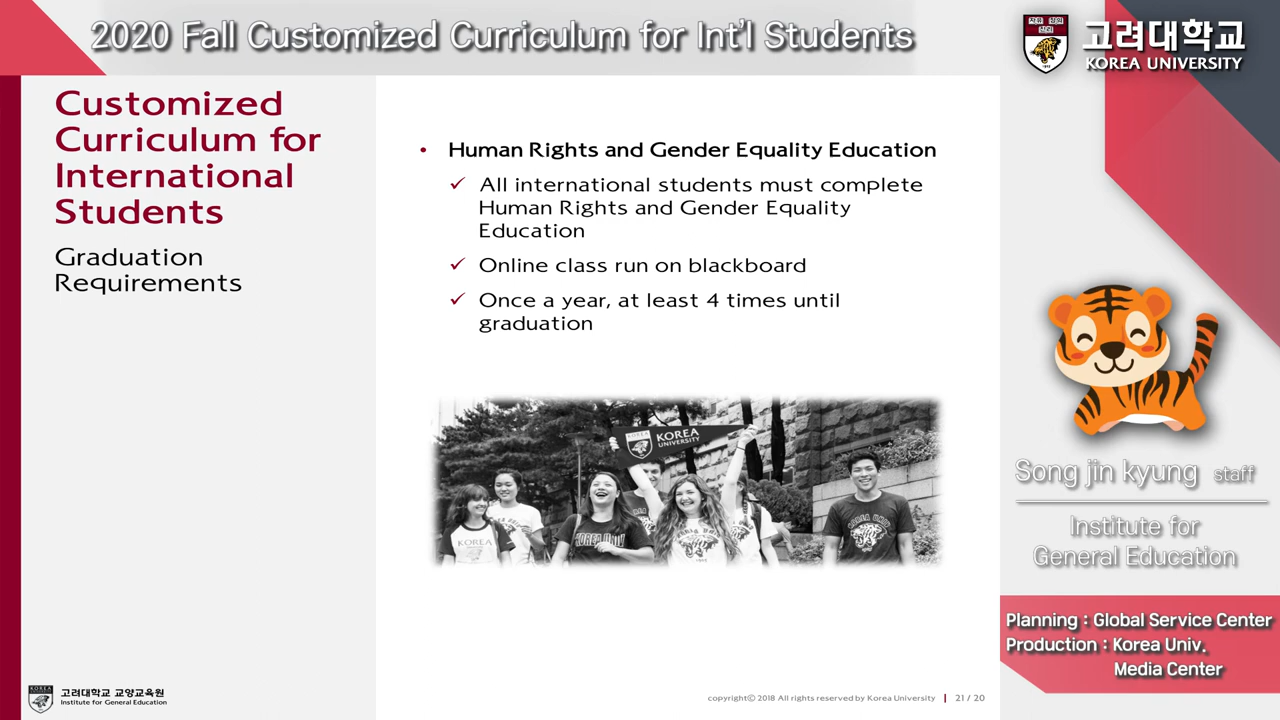 2020 Fall Customized Curriculum for Int'l Students
고려대학교
KOREA UNIVERSITY
Customized
Curriculum for
International
Students
Graduation
Requirements
• Human Rights and Gender Equality Education
✓ All international students must complete
Human Rights and Gender Equality
Education
✓ Online class run on blackboard
✓ Once a year, at least 4 times until
graduation
KOREA
UNIVERSITY
KOREA
KOREA UNIV
Song jin kyung staff
Institute for
General Education
Planning : Global Service Center
Production : Korea Univ.
Media Center
고려대학교 교양교육원
Institute for General Education
copyrightⓒ 2018 All rights reserved by Korea University | 21 / 20